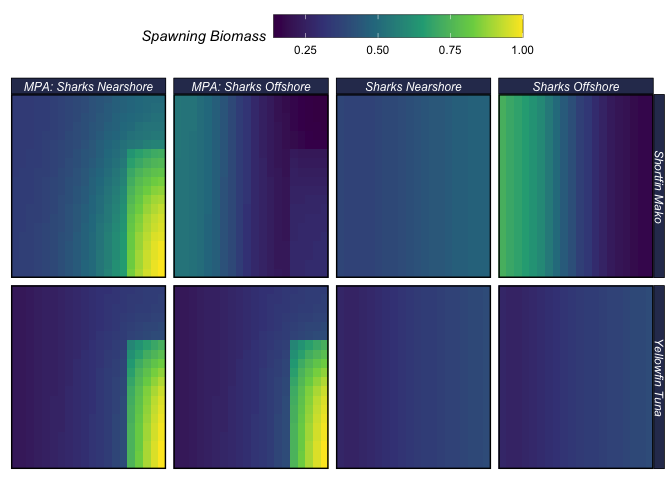 Spawning Biomass
0.25 0.50 0.75 1.00
MPA: Sharks Nearshore MPA: Sharks Offshore Sharks Nearshore Sharks Offshore
Shortfin Mako
Yellowfin Tuna